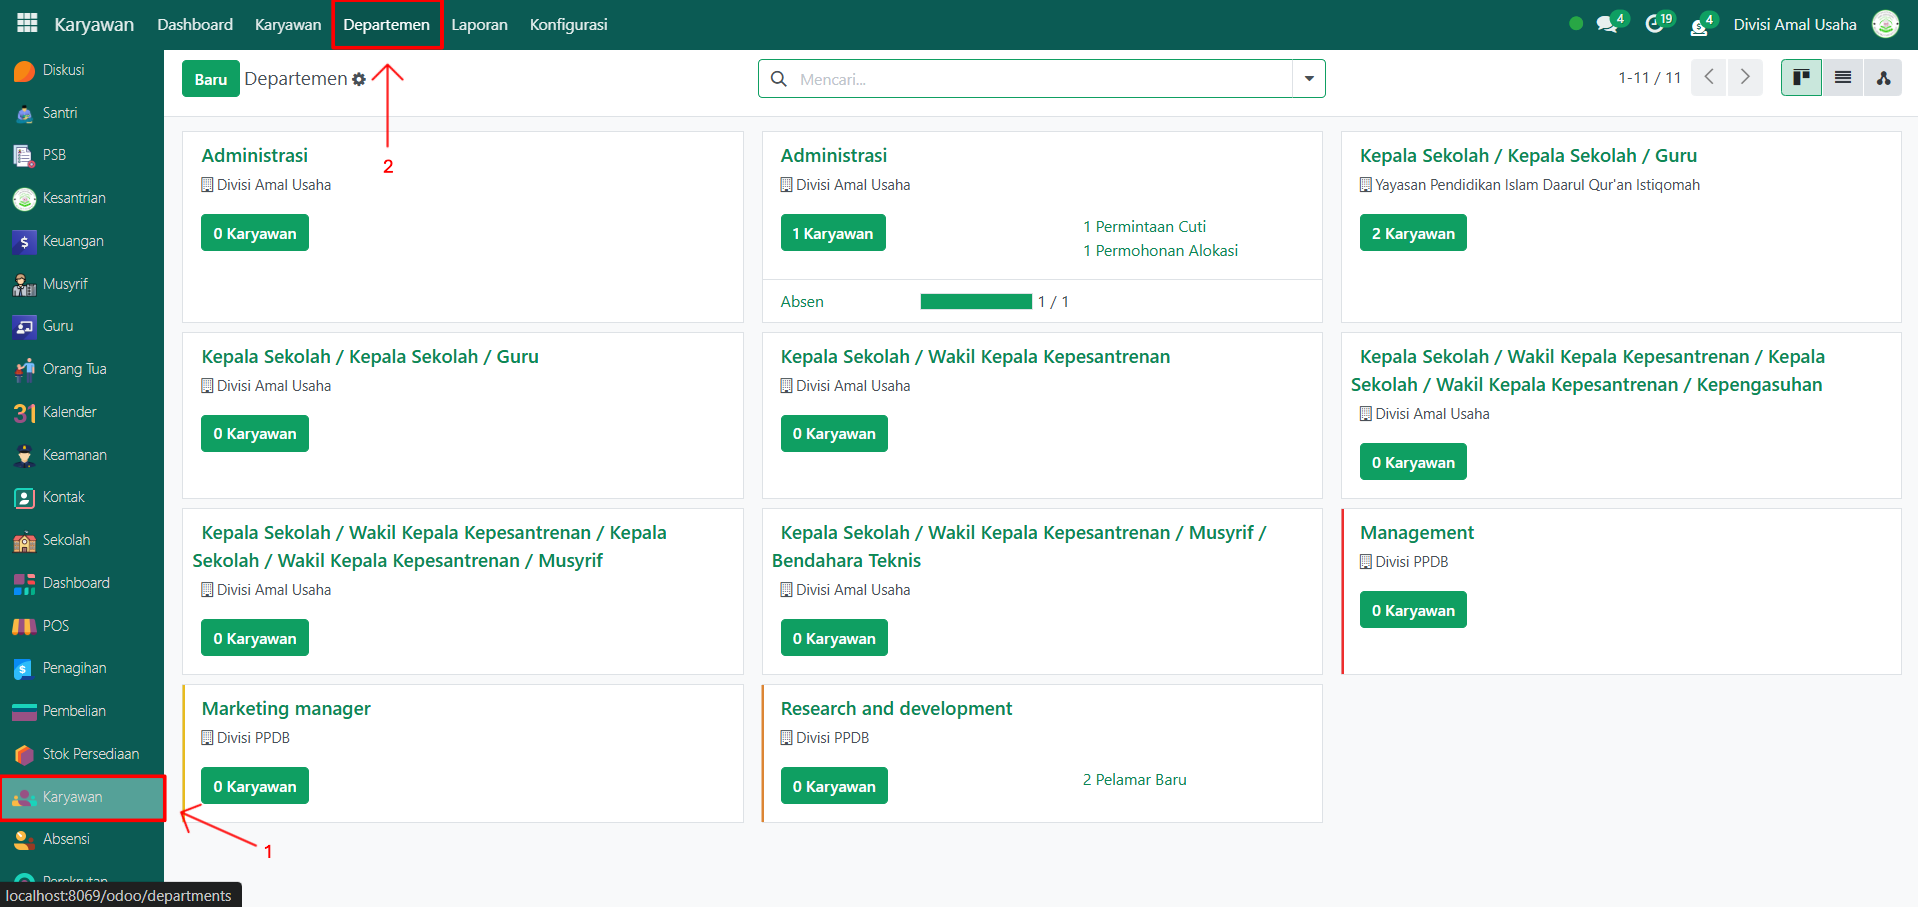 Karyawan Dashboard Karyawan Departemen Laporan Konfigurasi 4 19 4 Divisi Amal Usaha
Diskusi
Santri
PSB
Kesantrian
Keuangan
Musyrif
Guru
Orang Tua
31 Kalender
Keamanan
Kontak
Sekolah
Dashboard
POS
Penagihan
Pembelian
Stok Persediaan
Karyawan
Absensi
Perekrutan
localhost:8069/odoo/departments
Baru Departemen Mencari... 1-11 / 11
2
1
Administrasi
Divisi Amal Usaha
0 Karyawan
Administrasi
Divisi Amal Usaha
1 Karyawan
1 Permintaan Cuti
1 Permohonan Alokasi
Absen 1 / 1
Kepala Sekolah / Kepala Sekolah / Guru
Yayasan Pendidikan Islam Daarul Qur'an Istiqomah
2 Karyawan
Kepala Sekolah / Kepala Sekolah / Guru
Divisi Amal Usaha
0 Karyawan
Kepala Sekolah / Wakil Kepala Kepesantrenan
Divisi Amal Usaha
0 Karyawan
Kepala Sekolah / Wakil Kepala Kepesantrenan / Kepala
Sekolah / Wakil Kepala Kepesantrenan / Kepengasuhan
Divisi Amal Usaha
0 Karyawan
Kepala Sekolah / Wakil Kepala Kepesantrenan / Kepala
Sekolah / Wakil Kepala Kepesantrenan / Musyrif
Divisi Amal Usaha
0 Karyawan
Kepala Sekolah / Wakil Kepala Kepesantrenan / Musyrif /
Bendahara Teknis
Divisi Amal Usaha
0 Karyawan
Management
Divisi PPDB
0 Karyawan
Marketing manager
Divisi PPDB
0 Karyawan
Research and development
Divisi PPDB
0 Karyawan
2 Pelamar Baru